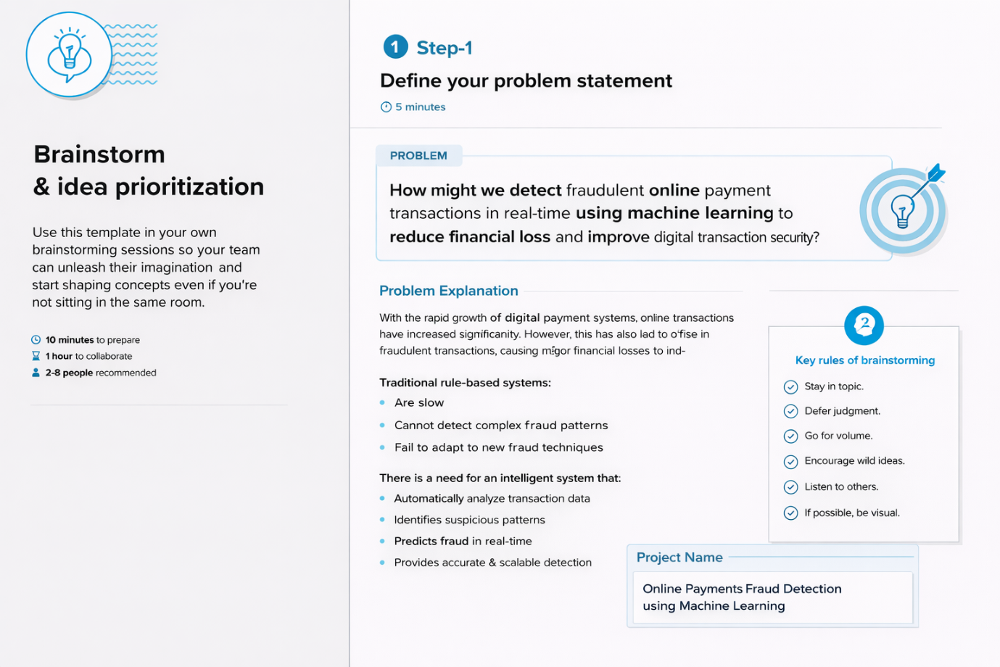 Brainstorm
& idea prioritization
Use this template in your own
brainstorming sessions so your team
can unleash their imagination and
start shaping concepts even if you're
not sitting in the same room.
10 minutes to prepare
1 hour to collaborate
2-8 people recommended
1 Step-1
Define your problem statement
5 minutes
PROBLEM
How might we detect fraudulent online payment
transactions in real-time using machine learning to
reduce financial loss and improve digital transaction security?
Problem Explanation
With the rapid growth of digital payment systems, online transactions
have increased. However, this has also lad to in
fraudulent transactions, causing financial losses to ind-
Traditional rule-based systems:
Are slow
Cannot detect complex fraud patterns
Fail to adapt to new fraud techniques
There is a need for an intelligent system that:
Automatically analyze transaction data
Identifies suspicious patterns
Predicts fraud in real-time
Provides accurate & scalable detection
2
Key rules of brainstorming
Stay in topic.
Defer judgment.
Go for volume.
Encourage wild ideas.
Listen to others.
If possible, be visual.
Project Name
Online Payments Fraud Detection
using Machine Learning